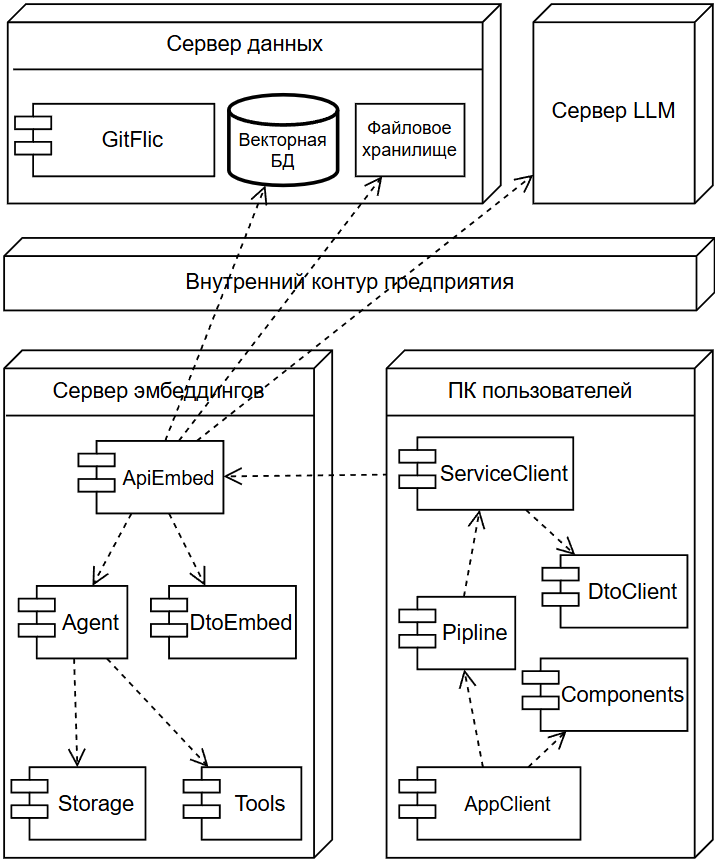 Сервер данных
Сервер LLM
GitFlic
Векторная
БД
Файловое
хранилище
Внутренний контур предприятия
Сервер эмбеддингов
ПК пользователей
ApiEmbed
ServiceClient
Agent
DtoEmbed
DtoClient
Pipline
Components
Storage
Tools
AppClient